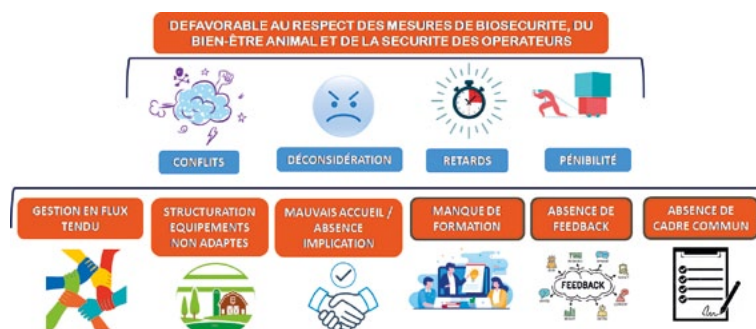 DEFAVORABLE AU RESPECT DES MESURES DE BIOSECURITE, DU
BIEN-ÊTRE ANIMAL ET DE LA SECURITE DES OPERATEURS
CONFLITS
DÉCONSIDÉRATION
RETARDS
PÉNIBILITÉ
GESTION EN FLUX
TENDU
STRUCTURATION
EQUIPEMENTS
NON ADAPTES
MAUVAIS ACCUEIL /
ABSENCE
IMPLICATION
MANQUE DE
FORMATION
ABSENCE DE
FEEDBACK
ABSENCE DE
CADRE COMMUN
FEEDBACK